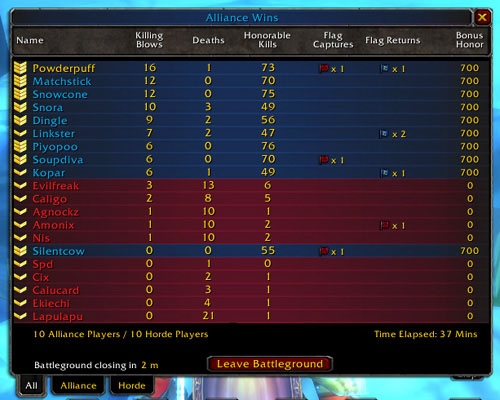 Alliance Wins
Name Killing Blows Deaths Honorable Kills Flag Captures Flag Returns Bonus Honor
Powderpuff 16 1 73 x 1 x 1 700
Matchstick 12 0 70 700
Snowcone 12 0 75 700
Snora 10 3 49 700
Dingle 9 2 56 700
Linkster 7 2 47 x 2 700
Piyopoo 6 0 76 700
Soupdiva 6 0 70 x 1 700
Kopar 6 1 49 x 1 700
Evilfreak 3 13 6 0
Caligo 2 8 5 0
Agnockz 1 10 1 0
Amonix 1 10 2 x 1 0
Nis 1 10 2 0
Silentcow 0 0 55 x 1 700
Spd 0 1 0 0
Clx 0 2 1 0
Calucard 0 3 1 0
Eklechi 0 4 1 0
Lapulapu 0 21 1 0
10 Alliance Players / 10 Horde Players Time Elapsed: 37 Mins
Battleground closing in 2 m Leave Battleground
All Alliance Horde